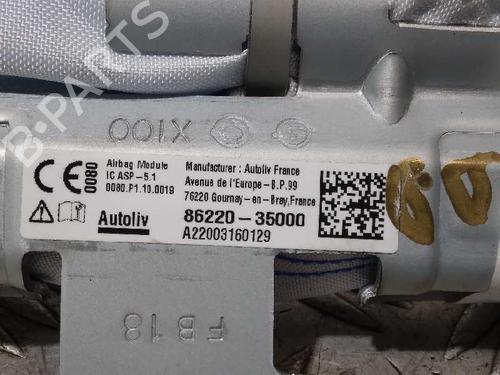 B-PARTS
X100
CE 0080
Airbag Module
IC ASP-5.1
0080.P1.10.0019
Autoliv
Manufacturer : Autoliv France
Avenue de l'Europe-B.P.99
76220 Gournay-en-Bray,France
86220-35000
A22003160129
FB18